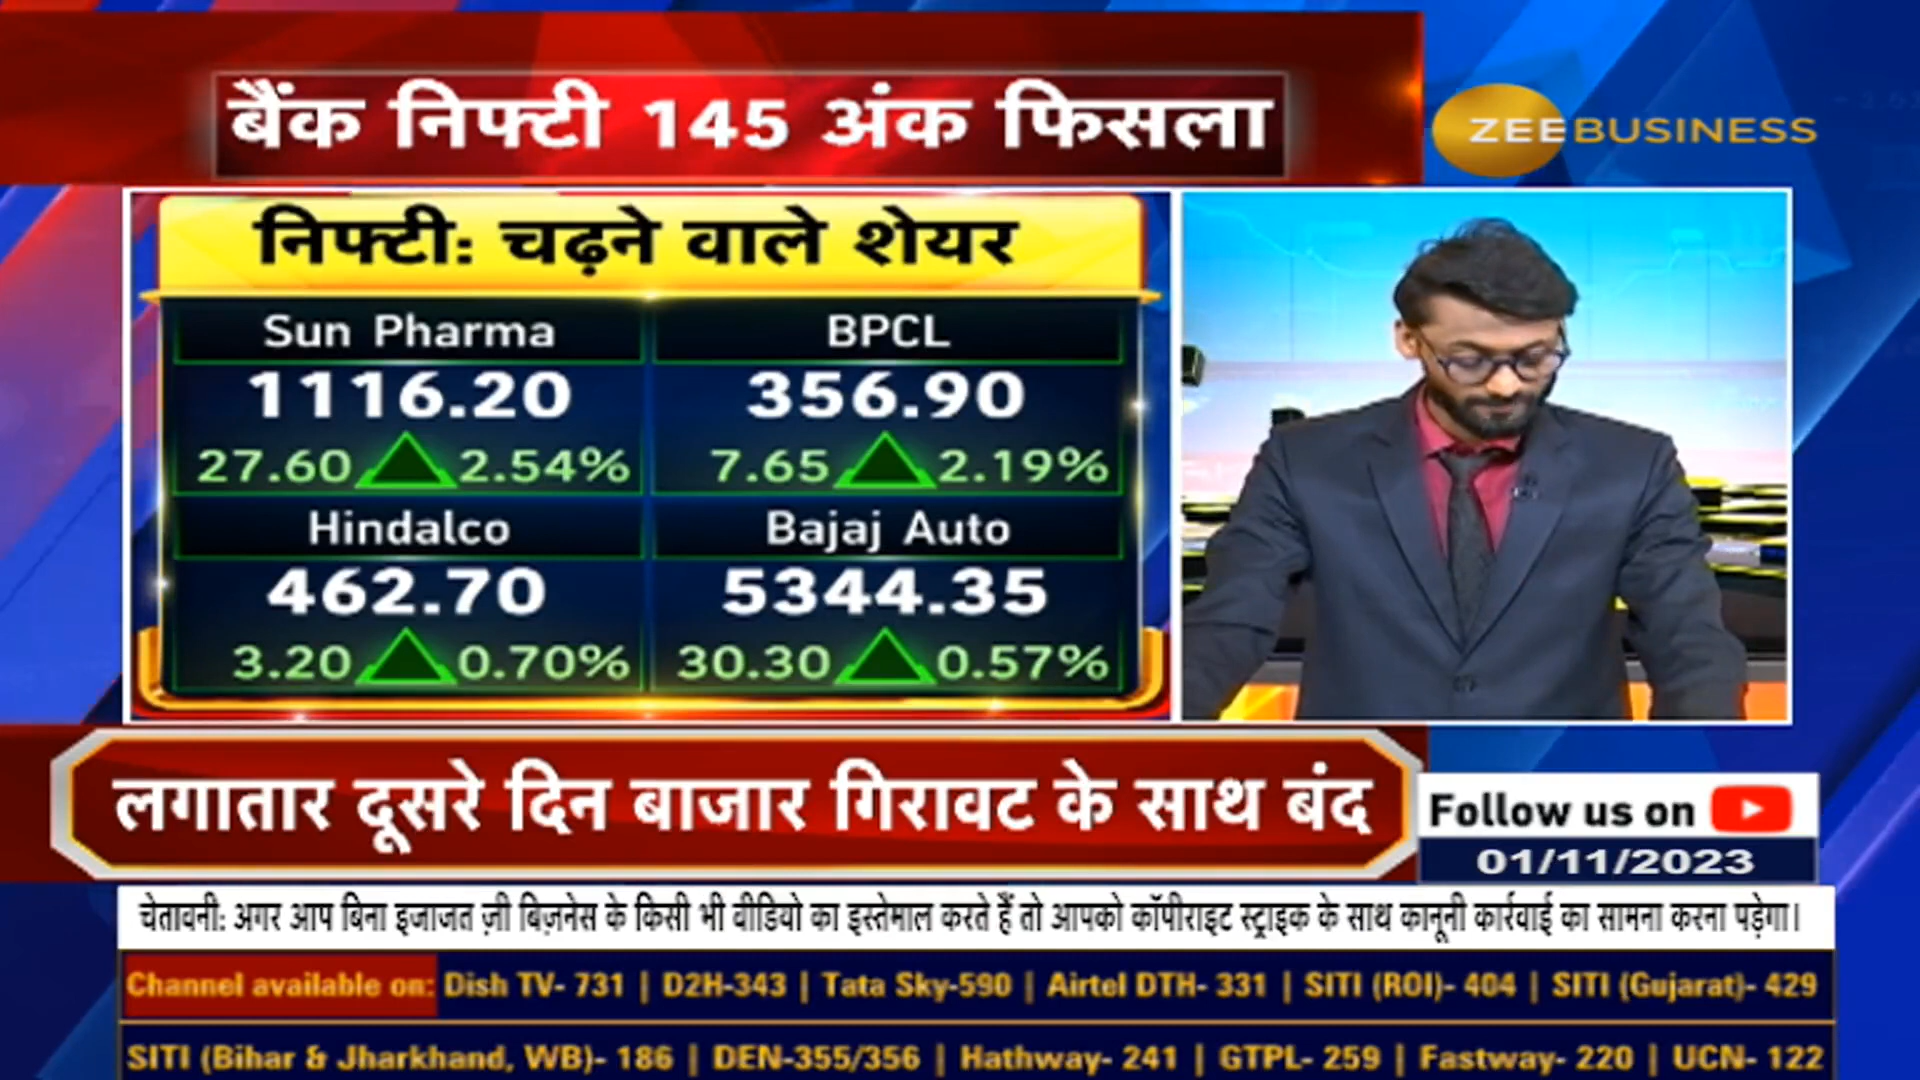 बैंक निफ्टी 145 अंक फिसला
ZEEBUSINESS
निफ्टी: चढ़ने वाले शेयर
Sun Pharma
1116.20
27.60 2.54%
BPCL
356.90
7.65 2.19%
Hindalco
462.70
3.20 0.70%
Bajaj Auto
5344.35
30.30 0.57%
लगातार दूसरे दिन बाजार गिरावट के साथ बंद
Follow us on
01/11/2023
चेतावनी: अगर आप बिना इजाजत ज़ी बिज़नेस के किसी भी वीडियो का इस्तेमाल करते हैं तो आपको कॉपीराइट स्ट्राइक के साथ कानूनी कार्रवाई का सामना करना पड़ेगा।
Channel available on: Dish TV- 731 | D2H-343 | Tata Sky-590 | Airtel DTH- 331 | SITI (ROI)- 404 | SITI (Gujarat)- 429
SITI (Bihar & Jharkhand, WB)- 186 | DEN-355/356 | Hathway- 241 | GTPL- 259 | Fastway- 220 | UCN- 122